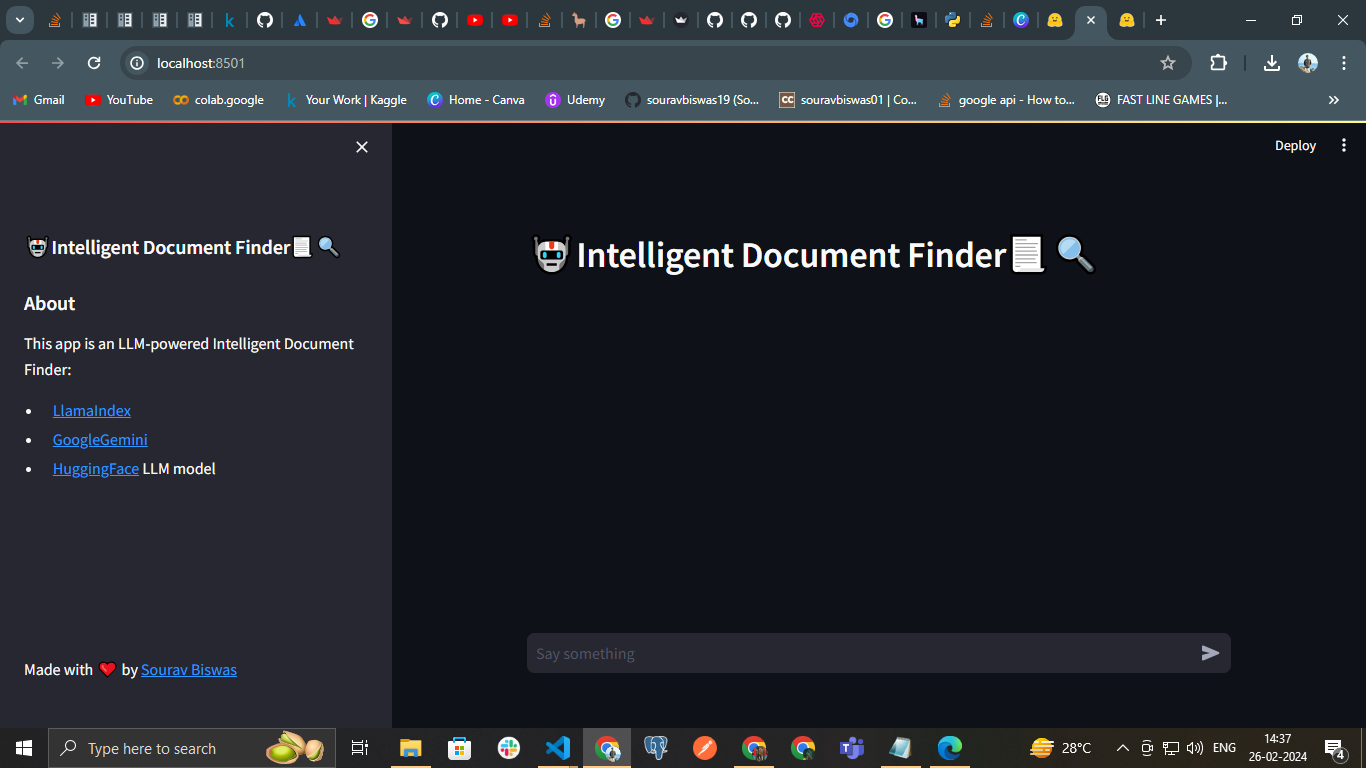 localhost:8501
Gmail
YouTube
colab.google
Your Work | Kaggle
Home - Canva
Udemy
souravbiswas19 (So...
souravbiswas01 | Co...
google api - How to...
FAST LINE GAMES |...
Deploy
Intelligent Document Finder
About
This app is an LLM-powered Intelligent Document
Finder:
LlamaIndex
GoogleGemini
HuggingFace LLM model
Made with ❤️ by Sourav Biswas
Intelligent Document Finder
Say something
Type here to search
28°C
ENG
14:37
26-02-2024
4